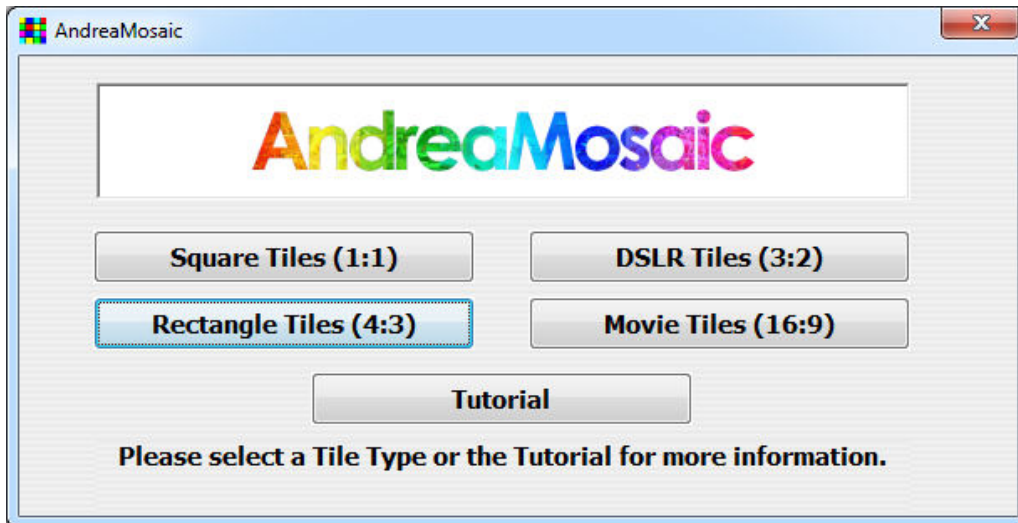 AndreaMosaic
AndreaMosaic
Square Tiles (1:1)
DSLR Tiles (3:2)
Rectangle Tiles (4:3)
Movie Tiles (16:9)
Tutorial
Please select a Tile Type or the Tutorial for more information.